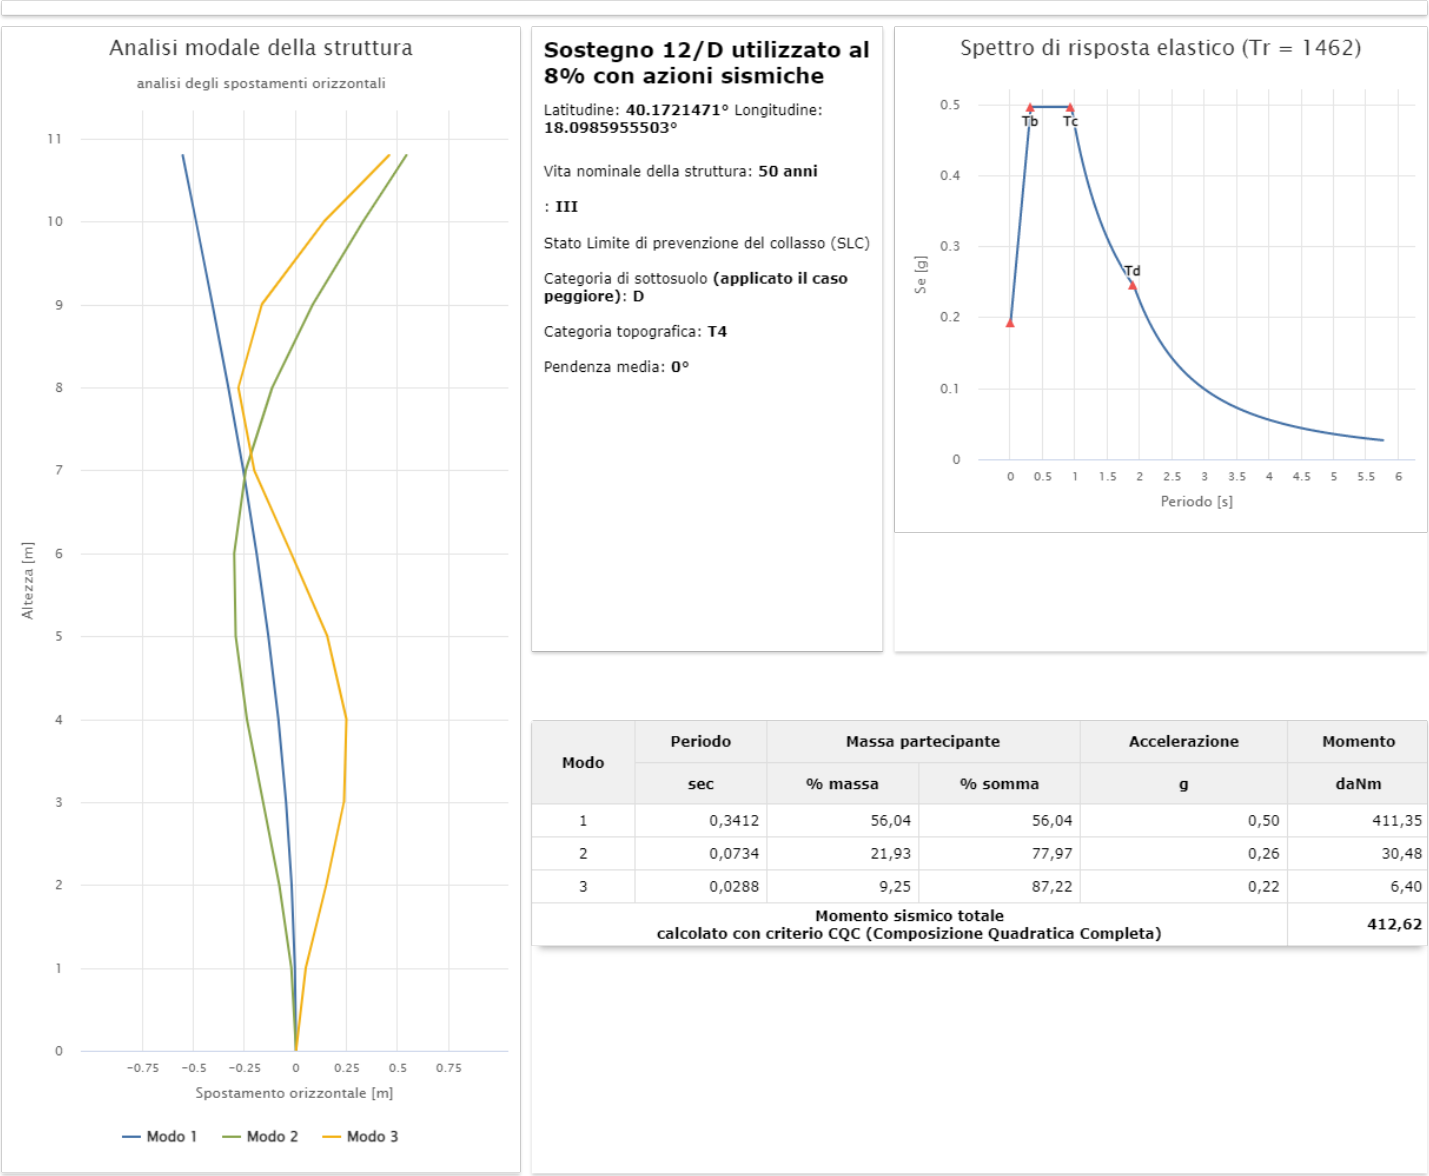 Analisi modale della struttura
analisi degli spostamenti orizzontali
11
10
9
8
7
6
5
4
3
2
1
0
Altezza [m]
−0.75 −0.5 −0.25 0 0.25 0.5 0.75
Spostamento orizzontale [m]
Modo 1 Modo 2 Modo 3
Sostegno 12/D utilizzato al
8% con azioni sismiche
Latitudine: 40.1721471° Longitudine:
18.0985955503°
Vita nominale della struttura: 50 anni
: III
Stato Limite di prevenzione del collasso (SLC)
Categoria di sottosuolo (applicato il caso
peggiore): D
Categoria topografica: T4
Pendenza media: 0°
Spettro di risposta elastico (Tr = 1462)
0.5
0.4
0.3
0.2
0.1
0
Se [g]
Tb Tc
Td
0 0.5 1 1.5 2 2.5 3 3.5 4 4.5 5 5.5 6
Periodo [s]
Modo Periodo Massa partecipante Accelerazione Momento
sec % massa % somma g daNm
1 0,3412 56,04 56,04 0,50 411,35
2 0,0734 21,93 77,97 0,26 30,48
3 0,0288 9,25 87,22 0,22 6,40
Momento sismico totale
calcolato con criterio CQC (Composizione Quadratica Completa) 412,62